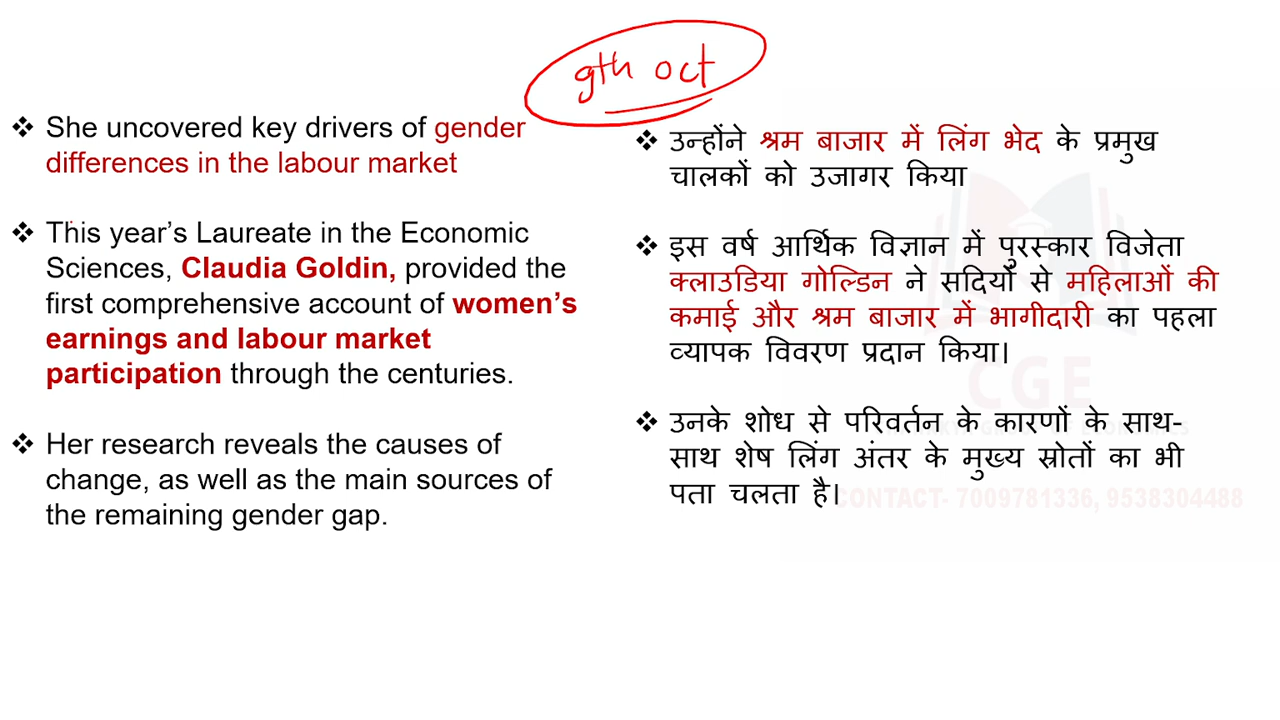 9th oct
❖ She uncovered key drivers of gender
differences in the labour market
❖ This year's Laureate in the Economic
Sciences, Claudia Goldin, provided the
first comprehensive account of women's
earnings and labour market
participation through the centuries.
❖ Her research reveals the causes of
change, as well as the main sources of
the remaining gender gap.
❖ उन्होंने श्रम बाजार में लिंग भेद के प्रमुख
चालकों को उजागर किया
❖ इस वर्ष आर्थिक विज्ञान में पुरस्कार विजेता
क्लाउडिया गोल्डिन ने सदियों से महिलाओं की
कमाई और श्रम बाजार में भागीदारी का पहला
व्यापक विवरण प्रदान किया।
❖ उनके शोध से परिवर्तन के कारणों के साथ-
साथ शेष लिंग अंतर के मुख्य स्रोतों का भी
पता चलता है।
CGE
CONTACT- 7009781336, 9538304488